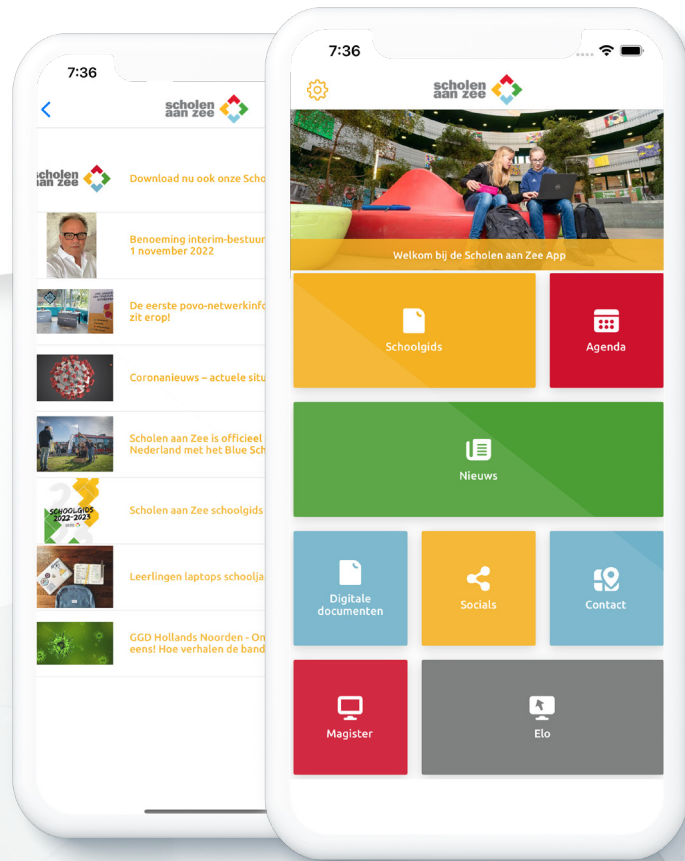 7:36
scholen
aan zee
scholen
aan zee
Download nu ook onze Scho
Benoeming interim-bestuur
1 november 2022
De eerste povo-netwerkinfo
zit erop!
Coronanieuws – actuele situ
Scholen aan Zee is officieel
Nederland met het Blue Sch
SCHOOLGIDS
2022-2023
Scholen aan Zee schoolgids
Leerlingen laptops schoolja
GGD Hollands Noorden - On
eens! Hoe verhalen de band
7:36
scholen
aan zee
Welkom bij de Scholen aan Zee App
Schoolgids
Agenda
Nieuws
Digitale
documenten
Socials
Contact
Magister
Elo